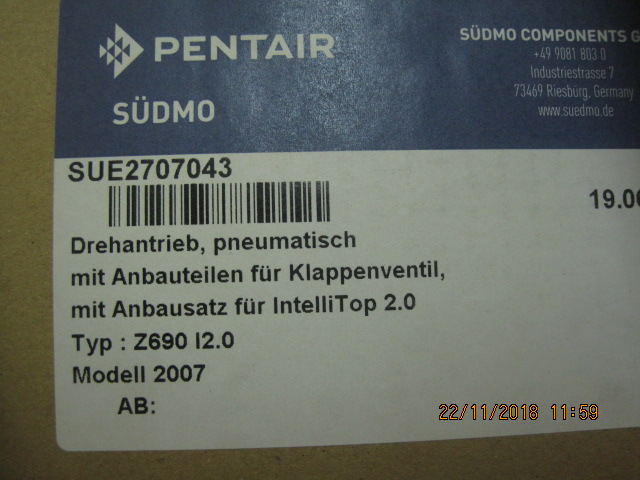 PENTAIR
SÜDMO
SÜDMO COMPONENTS G
+49 9081 803 0
Industriestrasse 7
73469 Riesbürg, Germany
www.suedmo.de
SUE2707043
19.06
Drehantrieb, pneumatisch
mit Anbauteilen für Klappenventil,
mit Anbausatz für IntelliTop 2.0
Typ : Z690 I2.0
Modell 2007
AB:
22/11/2018 11:59